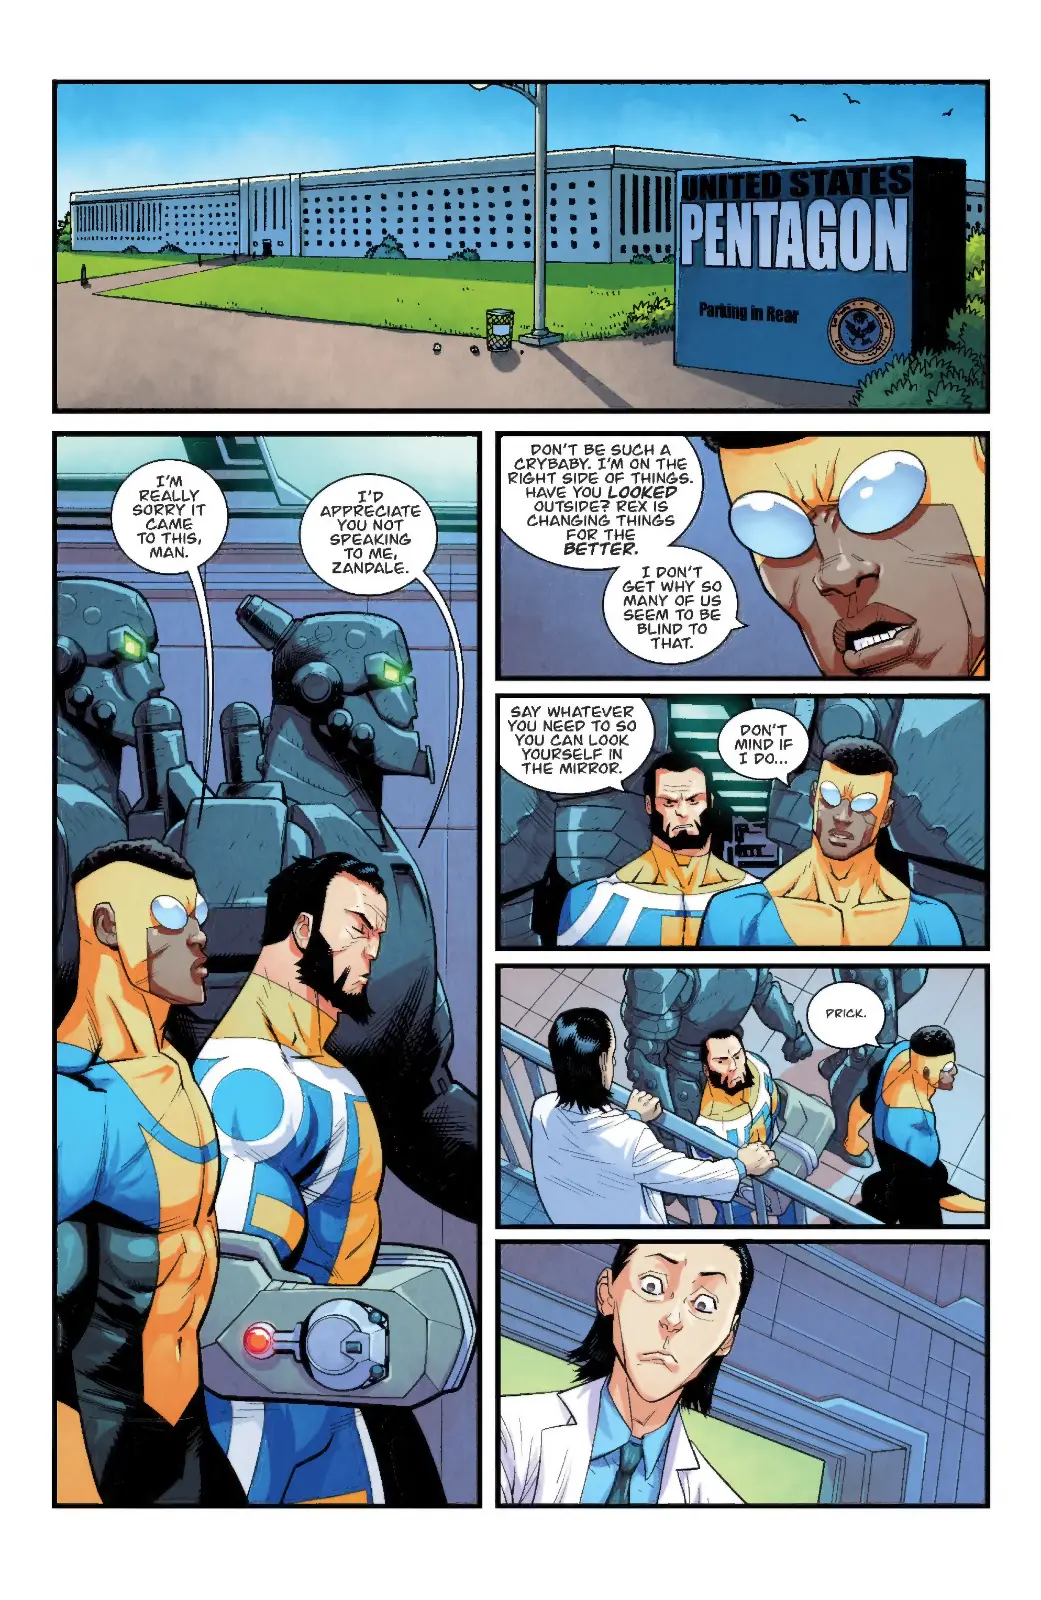 UNITED STATES
PENTAGON
Parking in Rear
I'M
REALLY
SORRY IT
CAME
TO THIS,
MAN.
I'D
APPRECIATE
YOU NOT
SPEAKING
TO ME,
ZANDALE.
DON'T BE SUCH A
CRYBABY. I'M ON THE
RIGHT SIDE OF THINGS.
HAVE YOU LOOKED
OUTSIDE? REX IS
CHANGING THINGS
FOR THE
BETTER.
I DON'T
GET WHY SO
MANY OF US
SEEM TO BE
BLIND TO
THAT.
SAY WHATEVER
YOU NEED TO SO
YOU CAN LOOK
YOURSELF IN
THE MIRROR.
DON'T
MIND IF
I DO...
PRICK.